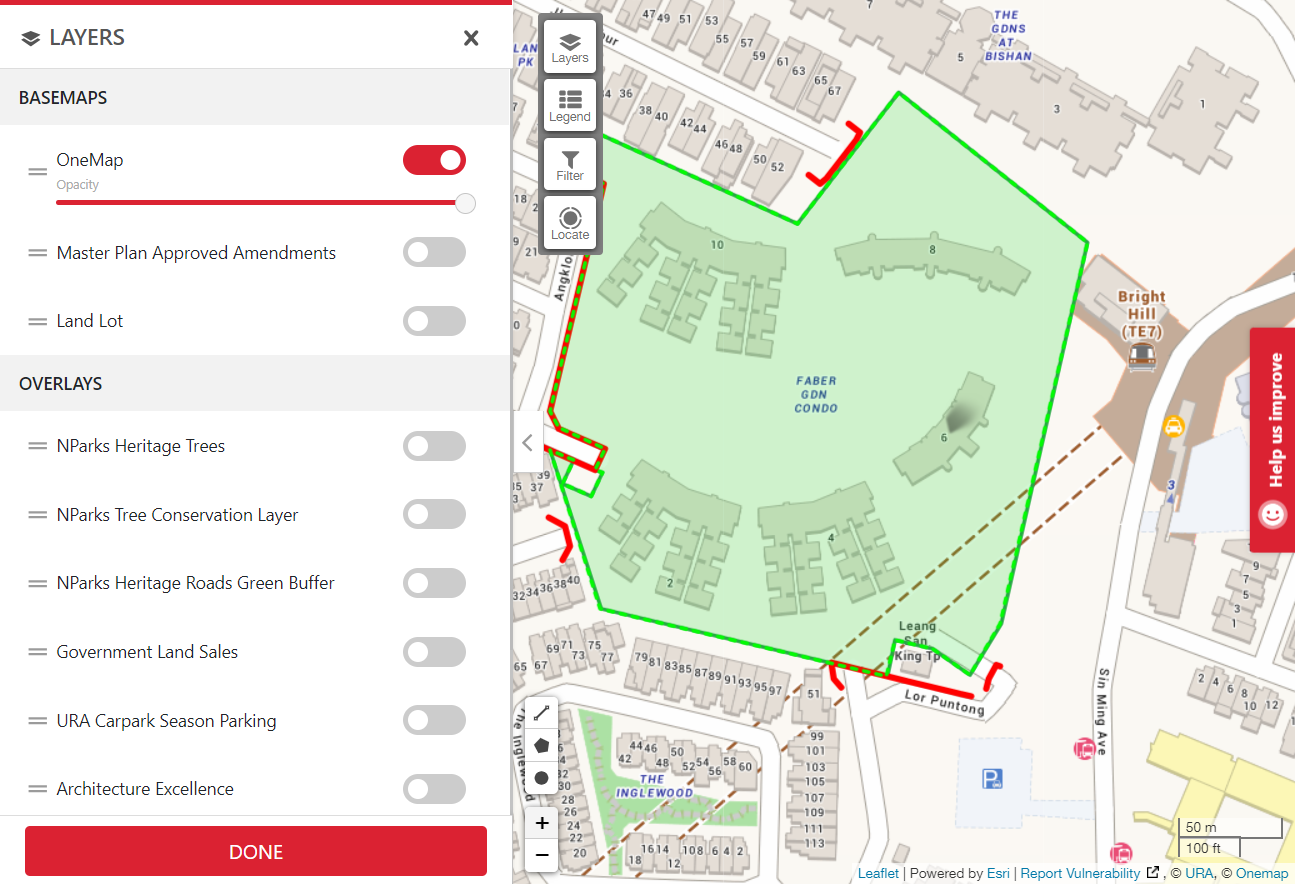 LAYERS
BASEMAPS
OneMap
Opacity
Master Plan Approved Amendments
Land Lot
OVERLAYS
NParks Heritage Trees
NParks Tree Conservation Layer
NParks Heritage Roads Green Buffer
Government Land Sales
URA Carpark Season Parking
Architecture Excellence
DONE
Layers
Legend
Filter
Locate
47 49 51 53
55 57
59 61
63 65
67
36
38 40
42 44
46 48
50 52
THE
GDNS
AT
BISHAN
7
5
3
1
18
21
10
8
6
4
2
FABER
GDN
CONDO
Bright
Hill
(TE7)
3
Help us improve
39
35 37
32 34 36 38 40
65 67 69 71 73 75 77
79 81 83 85 87 89 91 93 95 97
51
Leang
San
King Tp
Lor Puntong
Sin Ming Ave
9
7
5
3
1
2 4 6 8 10 12
99
101
103
105
107
109
111
113
The Inglewood
44 46
42 48 50 52 54 56 58 60
THE
INGLEWOOD
30
28
26
24
22
20
16 14 10 8 6 4 2
18 12
P
+
−
50 m
100 ft
Leaflet | Powered by Esri | Report Vulnerability , © URA, © Onemap